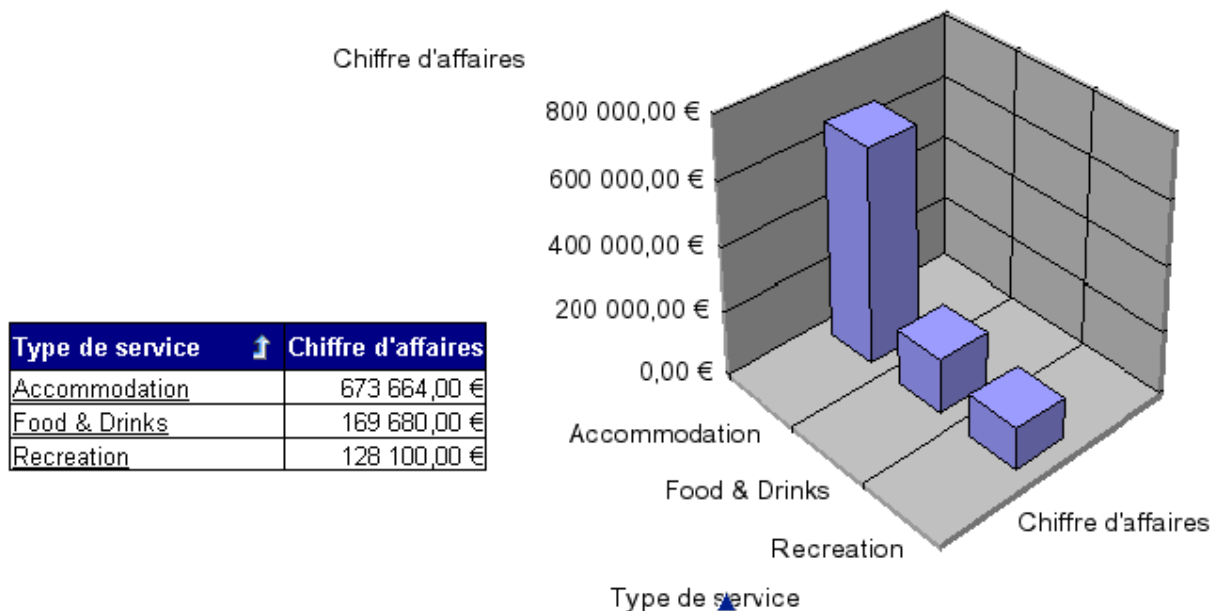 Chiffre d'affaires
800 000,00 €
600 000,00 €
400 000,00 €
200 000,00 €
0,00 €
Accommodation
Food & Drinks
Recreation
Chiffre d'affaires
Type de service
Type de service Chiffre d'affaires
Accommodation 673 664,00 €
Food & Drinks 169 680,00 €
Recreation 128 100,00 €